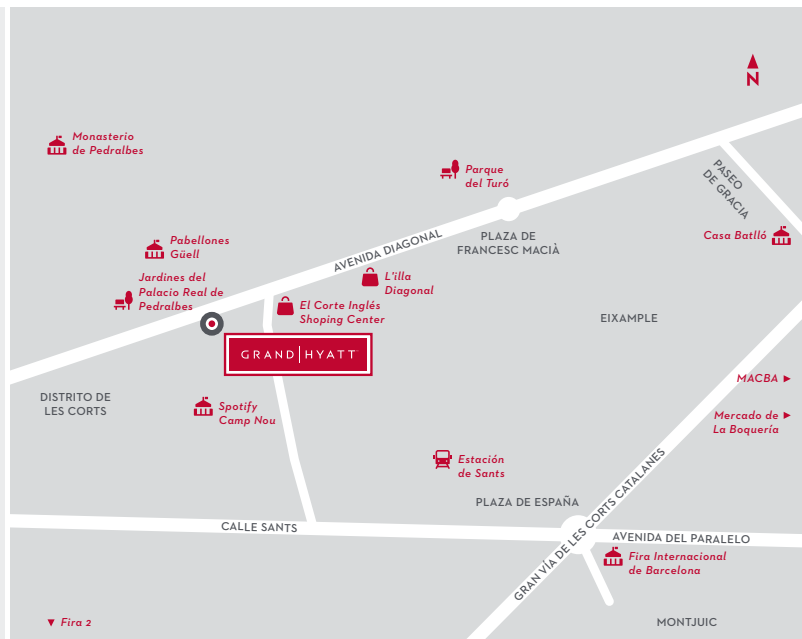 N
Monasterio
de Pedralbes
Parque
del Turó
PASEO
DE GRACIA
Casa Batlló
Pabellones
Güell
AVENIDA DIAGONAL
PLAZA DE
FRANCESC MACIÀ
Jardines del
Palacio Real de
Pedralbes
L'illa
Diagonal
El Corte Inglés
Shoping Center
EIXAMPLE
GRAND|HYATT
MACBA ►
DISTRITO DE
LES CORTS
Spotify
Camp Nou
Mercado de ►
La Boquería
Estación
de Sants
PLAZA DE ESPAÑA
GRAN VÍA DE LES CORTS CATALANES
CALLE SANTS
AVENIDA DEL PARALELO
Fira Internacional
de Barcelona
▼ Fira 2
MONTJUIC